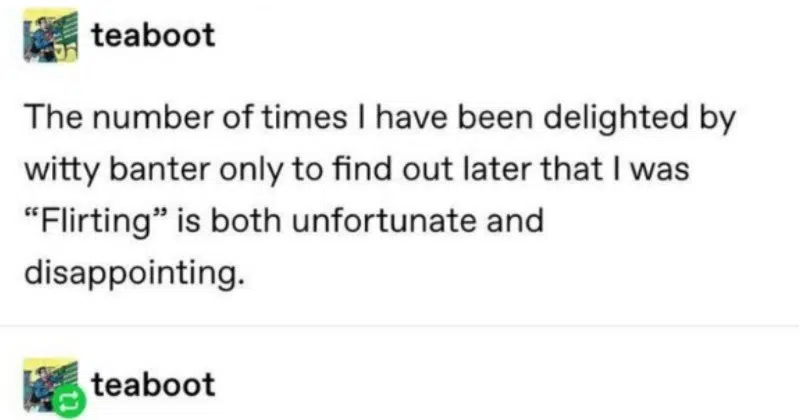 teaboot
The number of times I have been delighted by
witty banter only to find out later that I was
“Flirting” is both unfortunate and
disappointing.
teaboot